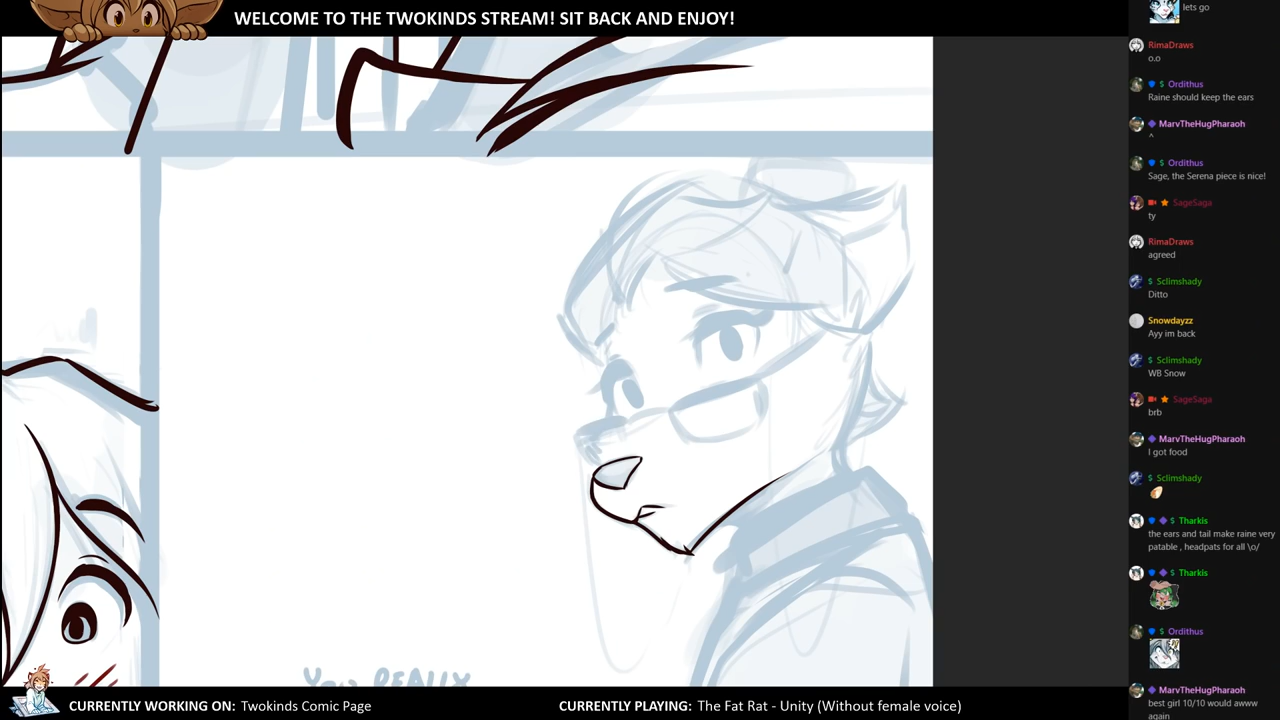 WELCOME TO THE TWOKINDS STREAM! SIT BACK AND ENJOY!
lets go
RimaDraws
o.o
$ Ordithus
Raine should keep the ears
MarvTheHugPharaoh
^
$ Ordithus
Sage, the Serena piece is nice!
SageSaga
ty
RimaDraws
agreed
$ Sclimshady
Ditto
Snowdayzz
Ayy im back
$ Sclimshady
WB Snow
SageSaga
brb
MarvTheHugPharaoh
I got food
$ Sclimshady
$ Tharkis
the ears and tail make raine very
patable , headpats for all \o/
$ Tharkis
$ Ordithus
MarvTheHugPharaoh
best girl 10/10 would awww
again
YOU REALLY
CURRENTLY WORKING ON: Twokinds Comic Page
CURRENTLY PLAYING: The Fat Rat - Unity (Without female voice)